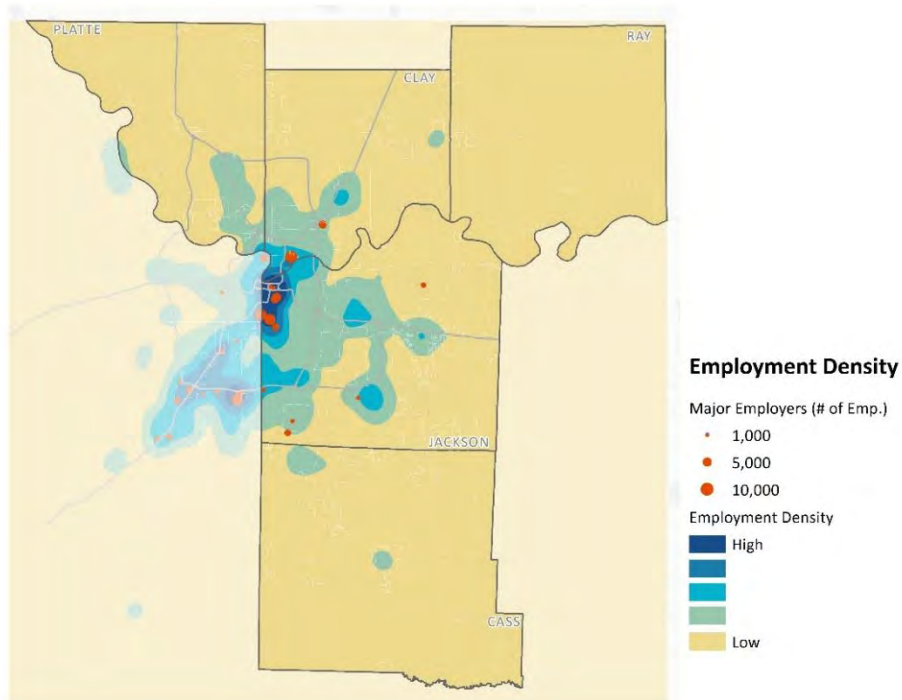 PLATTE
RAY
CLAY
JACKSON
CASS
Employment Density
Major Employers (# of Emp.)
1,000
5,000
10,000
Employment Density
High
Low